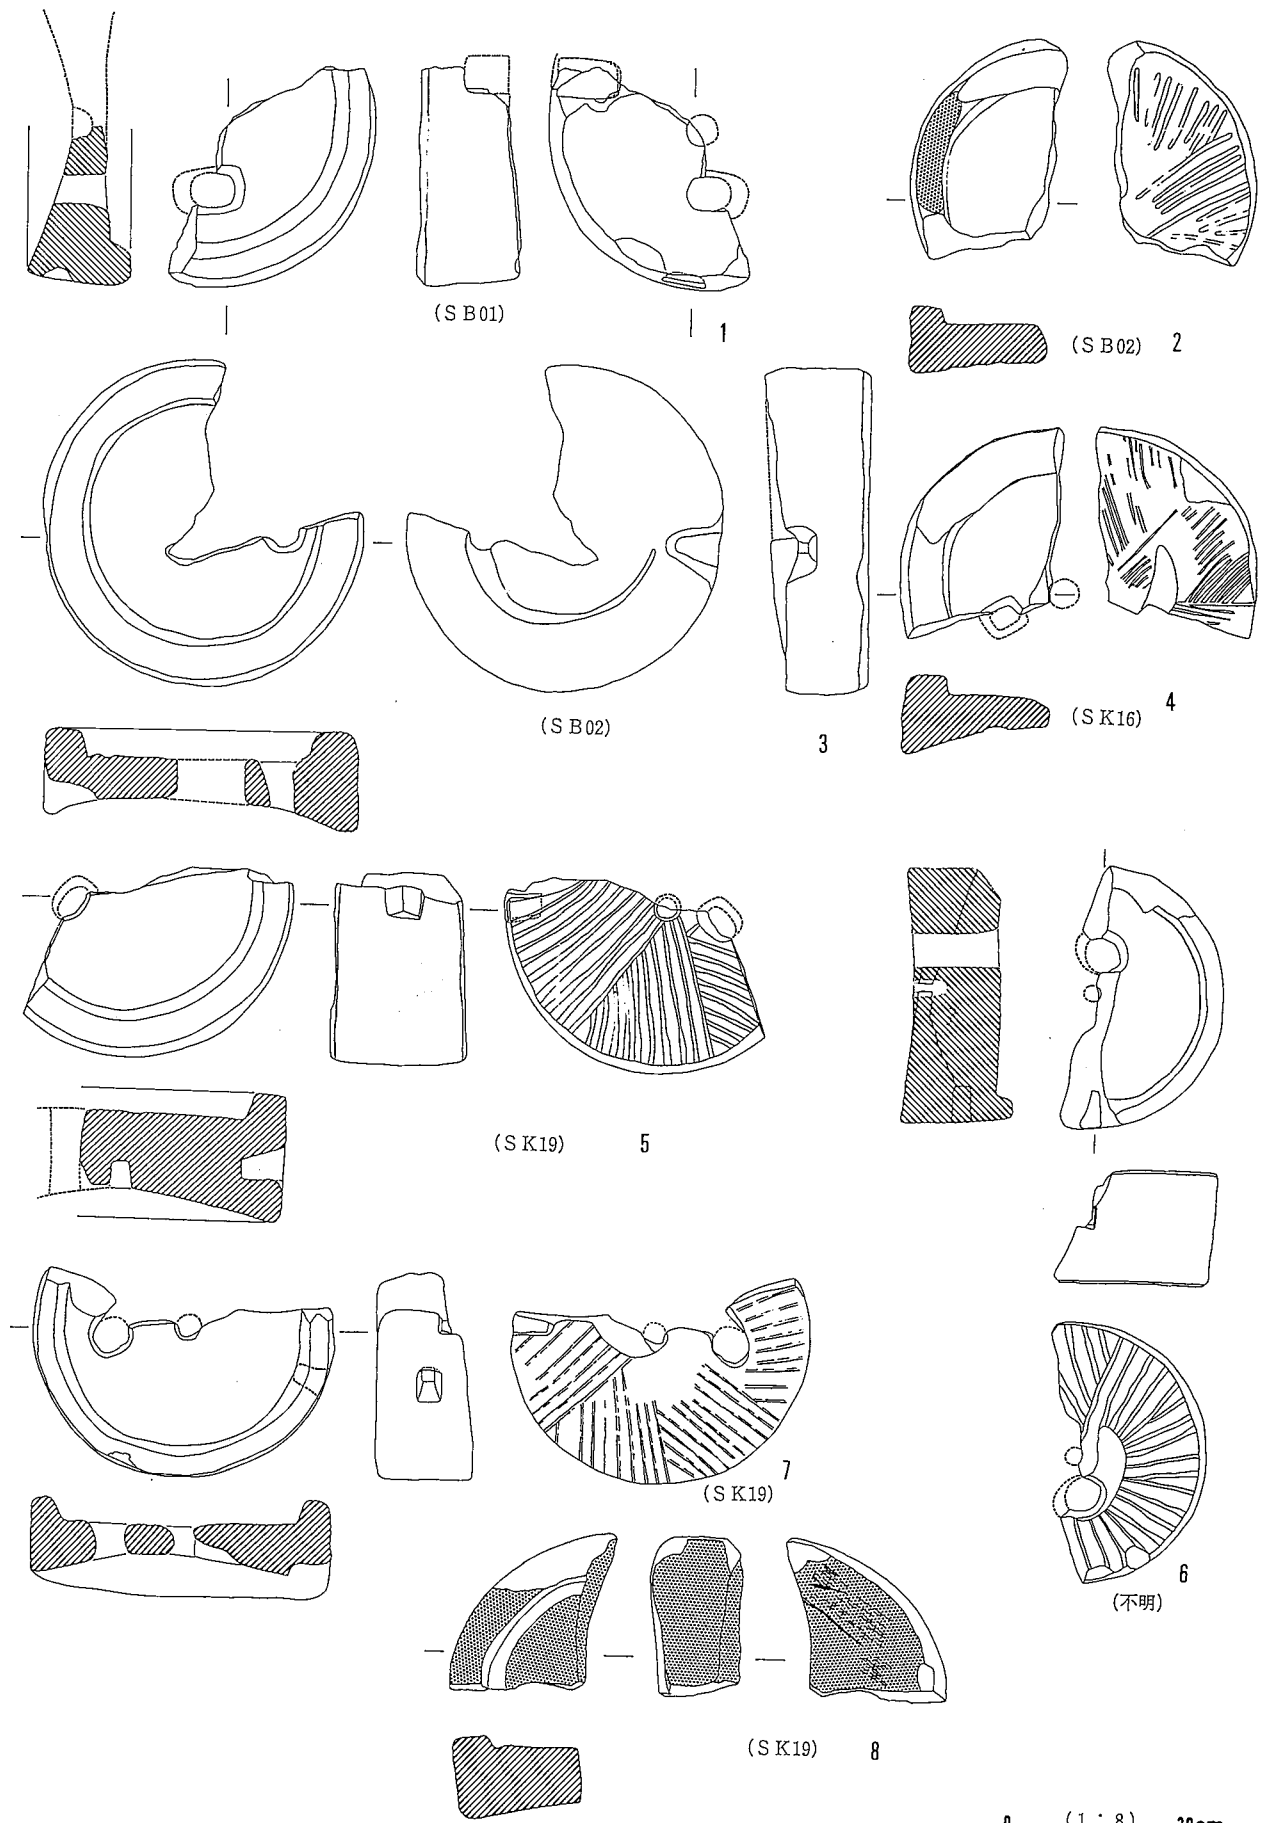 (SB01)
1
(SB02) 2
(SB02)
3
(SK16) 4
(SK19) 5
6
(不明)
7
(SK19)
(SK19) 8
0 (1:8)